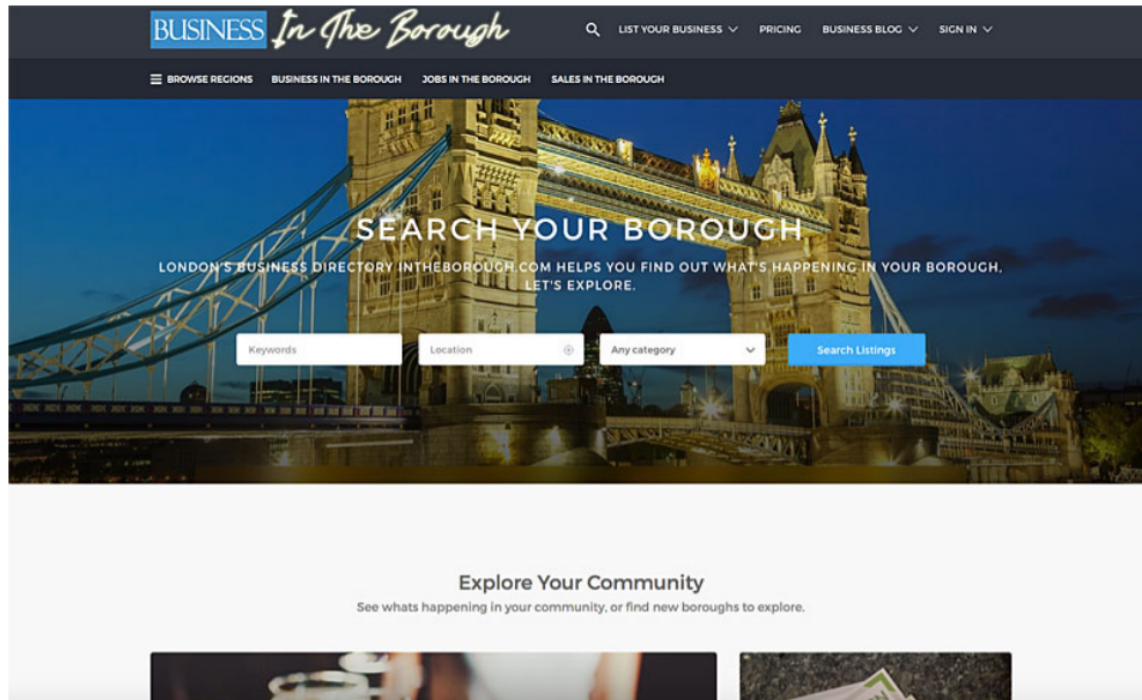 BUSINESS In The Borough
LIST YOUR BUSINESS
PRICING
BUSINESS BLOG
SIGN IN
BROWSE REGIONS
BUSINESS IN THE BOROUGH
JOBS IN THE BOROUGH
SALES IN THE BOROUGH
SEARCH YOUR BOROUGH
LONDON'S BUSINESS DIRECTORY INTHEBOROUGH.COM HELPS YOU FIND OUT WHAT'S HAPPENING IN YOUR BOROUGH.
LET'S EXPLORE.
Keywords
Location
Any category
Search Listings
Explore Your Community
See whats happening in your community, or find new boroughs to explore.